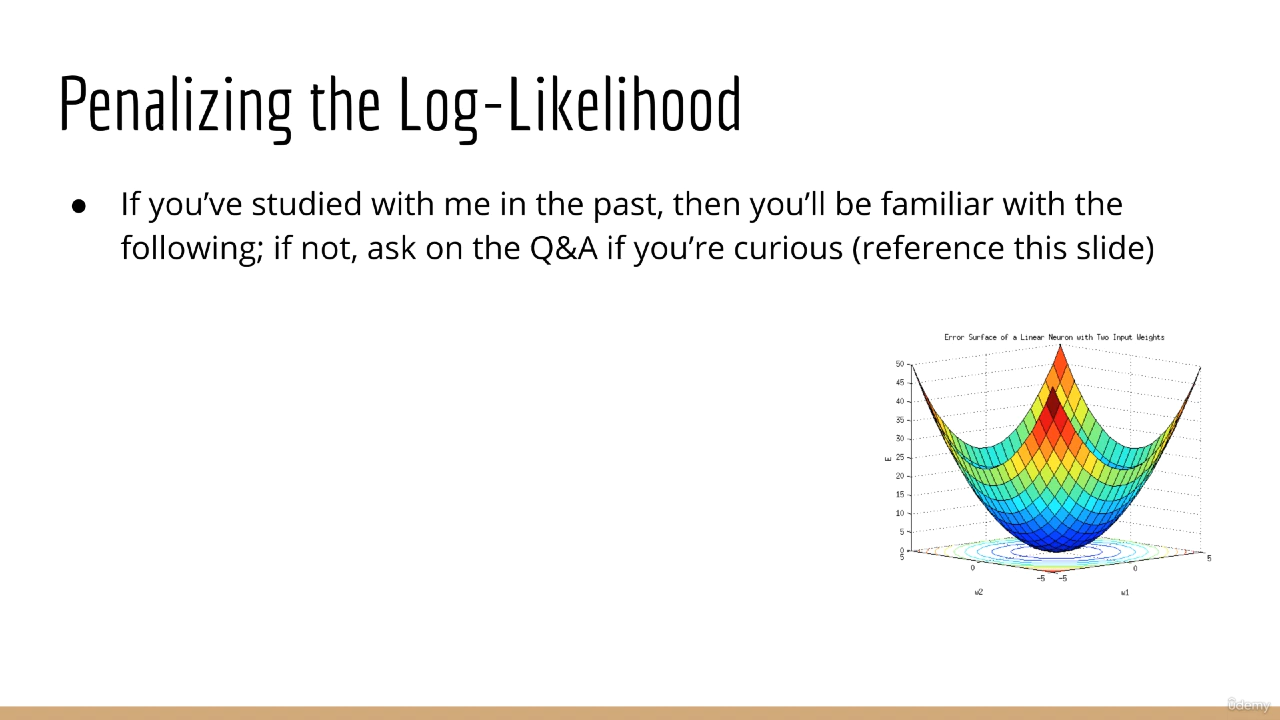 Penalizing the Log-Likelihood
● If you've studied with me in the past, then you'll be familiar with the
following; if not, ask on the Q&A if you're curious (reference this slide)
Error Surface of a Linear Neuron with Two Input Weights
50
45
40
35
30
E 25
20
15
10
5
0
5
0
-5 -5
0
5
w2
w1
ûdemy